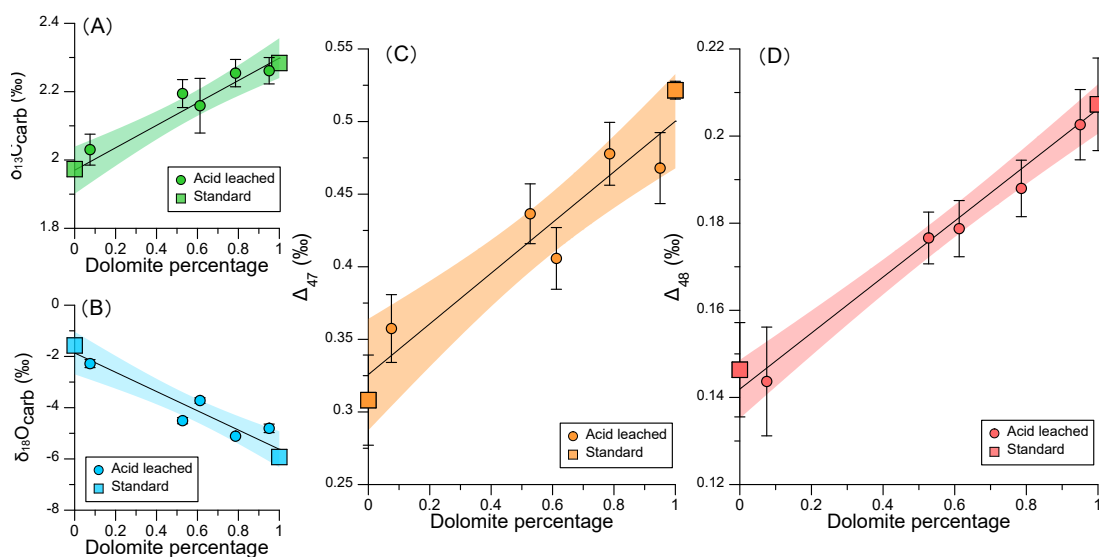 (A)
2.4
2.2
2
1.8
δ13Ccarb (‰)
Acid leached
Standard
0 0.2 0.4 0.6 0.8 1
Dolomite percentage
(B)
0
-2
-4
-6
-8
δ18Ocarb (‰)
Acid leached
Standard
0 0.2 0.4 0.6 0.8 1
Dolomite percentage
(C)
0.55
0.5
0.45
0.4
0.35
0.3
0.25
Δ47 (‰)
Acid leached
Standard
0 0.2 0.4 0.6 0.8 1
Dolomite percentage
(D)
0.22
0.2
0.18
0.16
0.14
0.12
Δ48 (‰)
Acid leached
Standard
0 0.2 0.4 0.6 0.8 1
Dolomite percentage